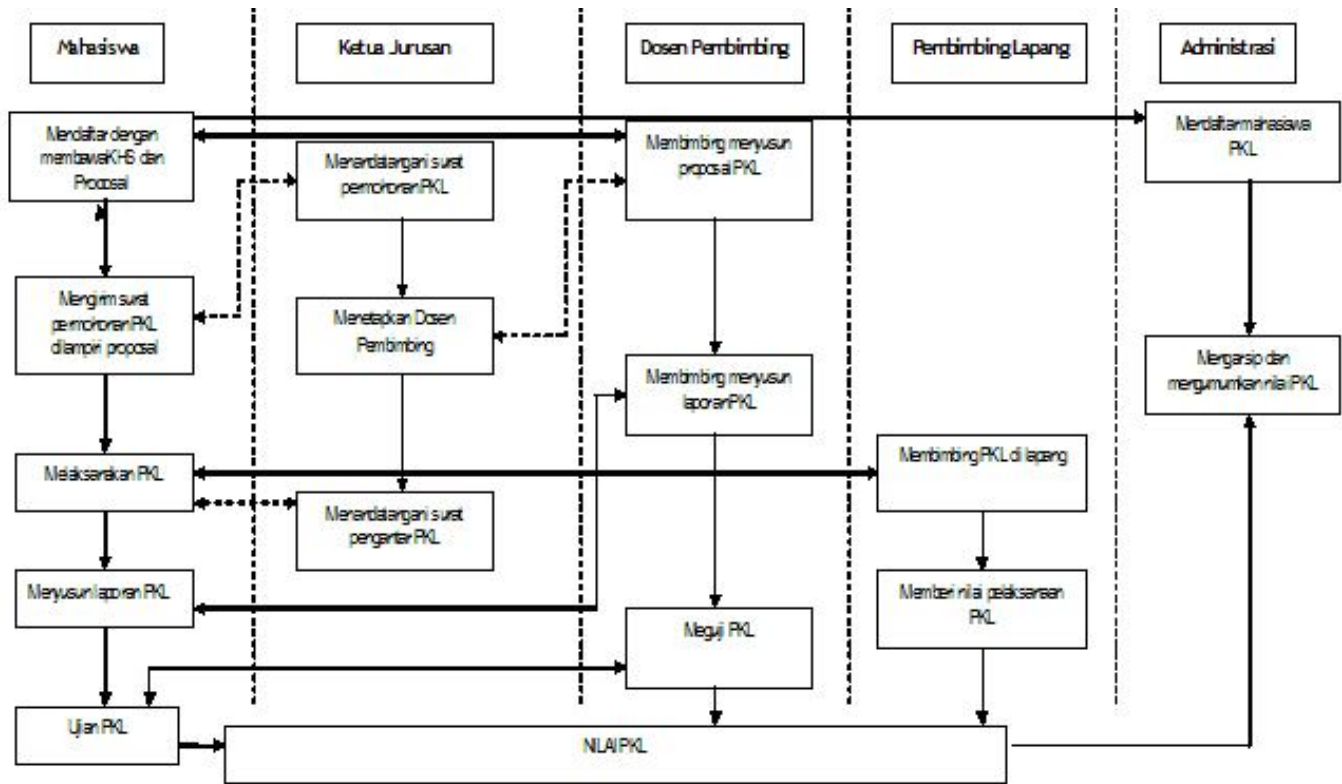 Mahasiswa
Ketua Jurusan
Dosen Pembimbing
Pembimbing Lapang
Administrasi
Mendaftar dengan
membawa KHS dan
Proposal
Menandatangani surat
permohonan PKL
Membimbing menyusun
proposal PKL
Mendaftar mahasiswa
PKL
Mengirim surat
permohonan PKL
dilampiri proposal
Menetapkan Dosen
Pembimbing
Membimbing menyusun
laporan PKL
Mengarsip dan
mengumumkan nilai PKL
Melaksanakan PKL
Menandatangani surat
pengantar PKL
Membimbing PKL di lapang
Menyusun laporan PKL
Meguji PKL
Memberi nilai pelaksanaan
PKL
Ujian PKL
NILAI PKL